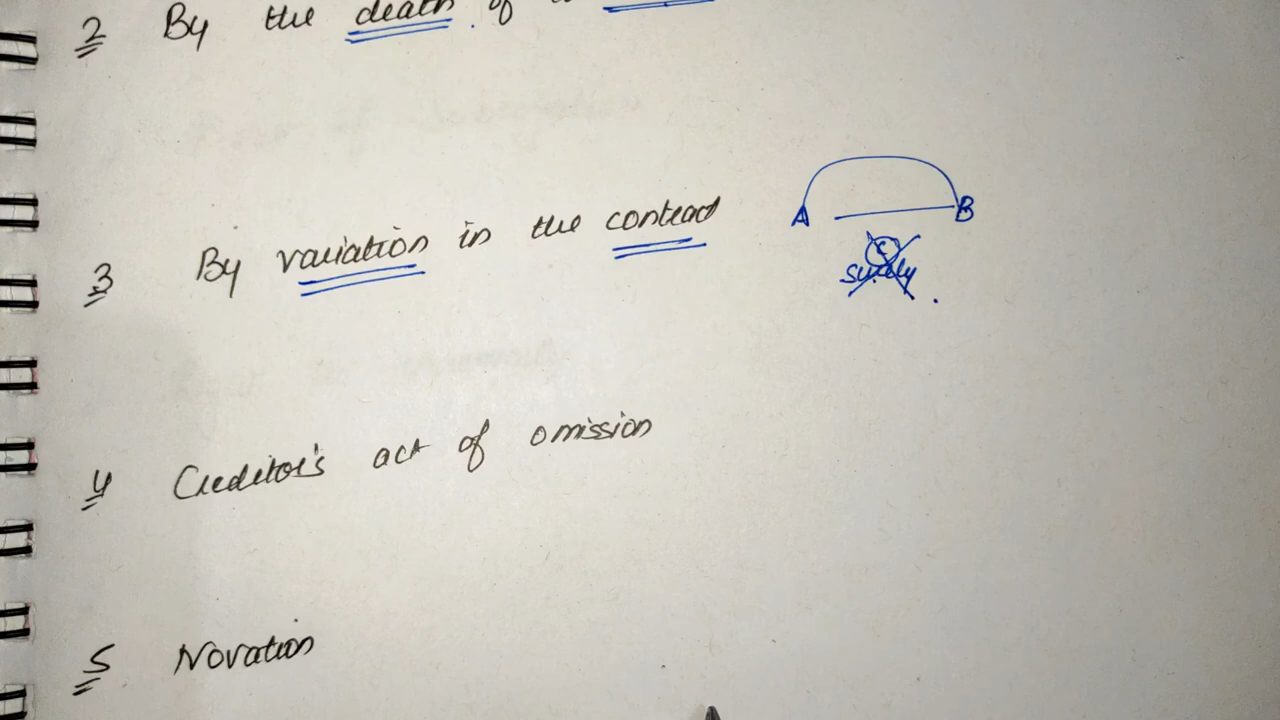 2 By the death of
3 By variation in the contract
A B
C
surety
4 Creditor's act of omission
5 Novation